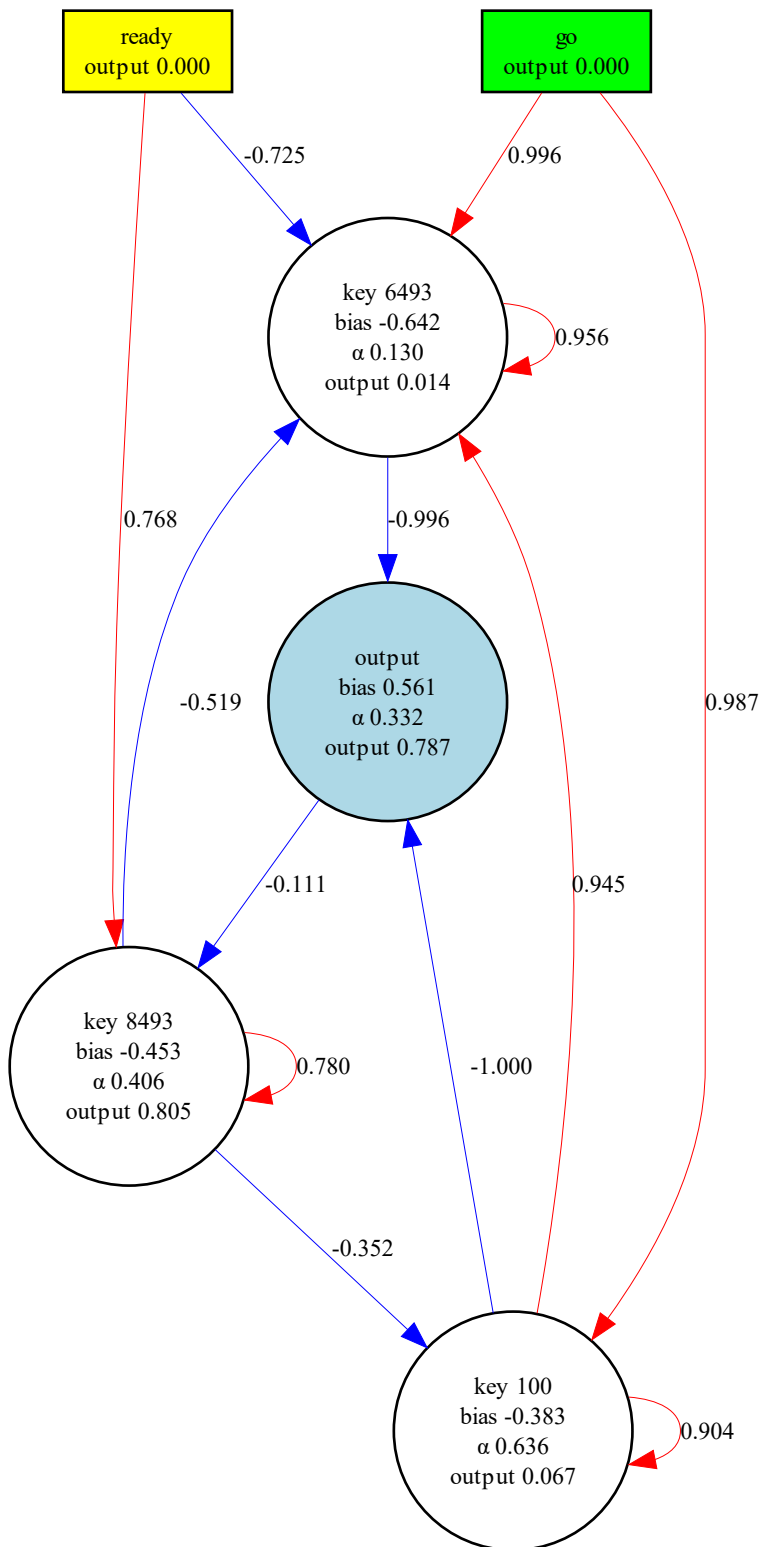 ready
output 0.000
go
output 0.000
-0.725
0.996
key 6493
bias -0.642
α 0.130
output 0.014
0.956
0.768
-0.996
-0.519
output
bias 0.561
α 0.332
output 0.787
0.987
-0.111
0.945
key 8493
bias -0.453
α 0.406
output 0.805
0.780
-1.000
-0.352
key 100
bias -0.383
α 0.636
output 0.067
0.904